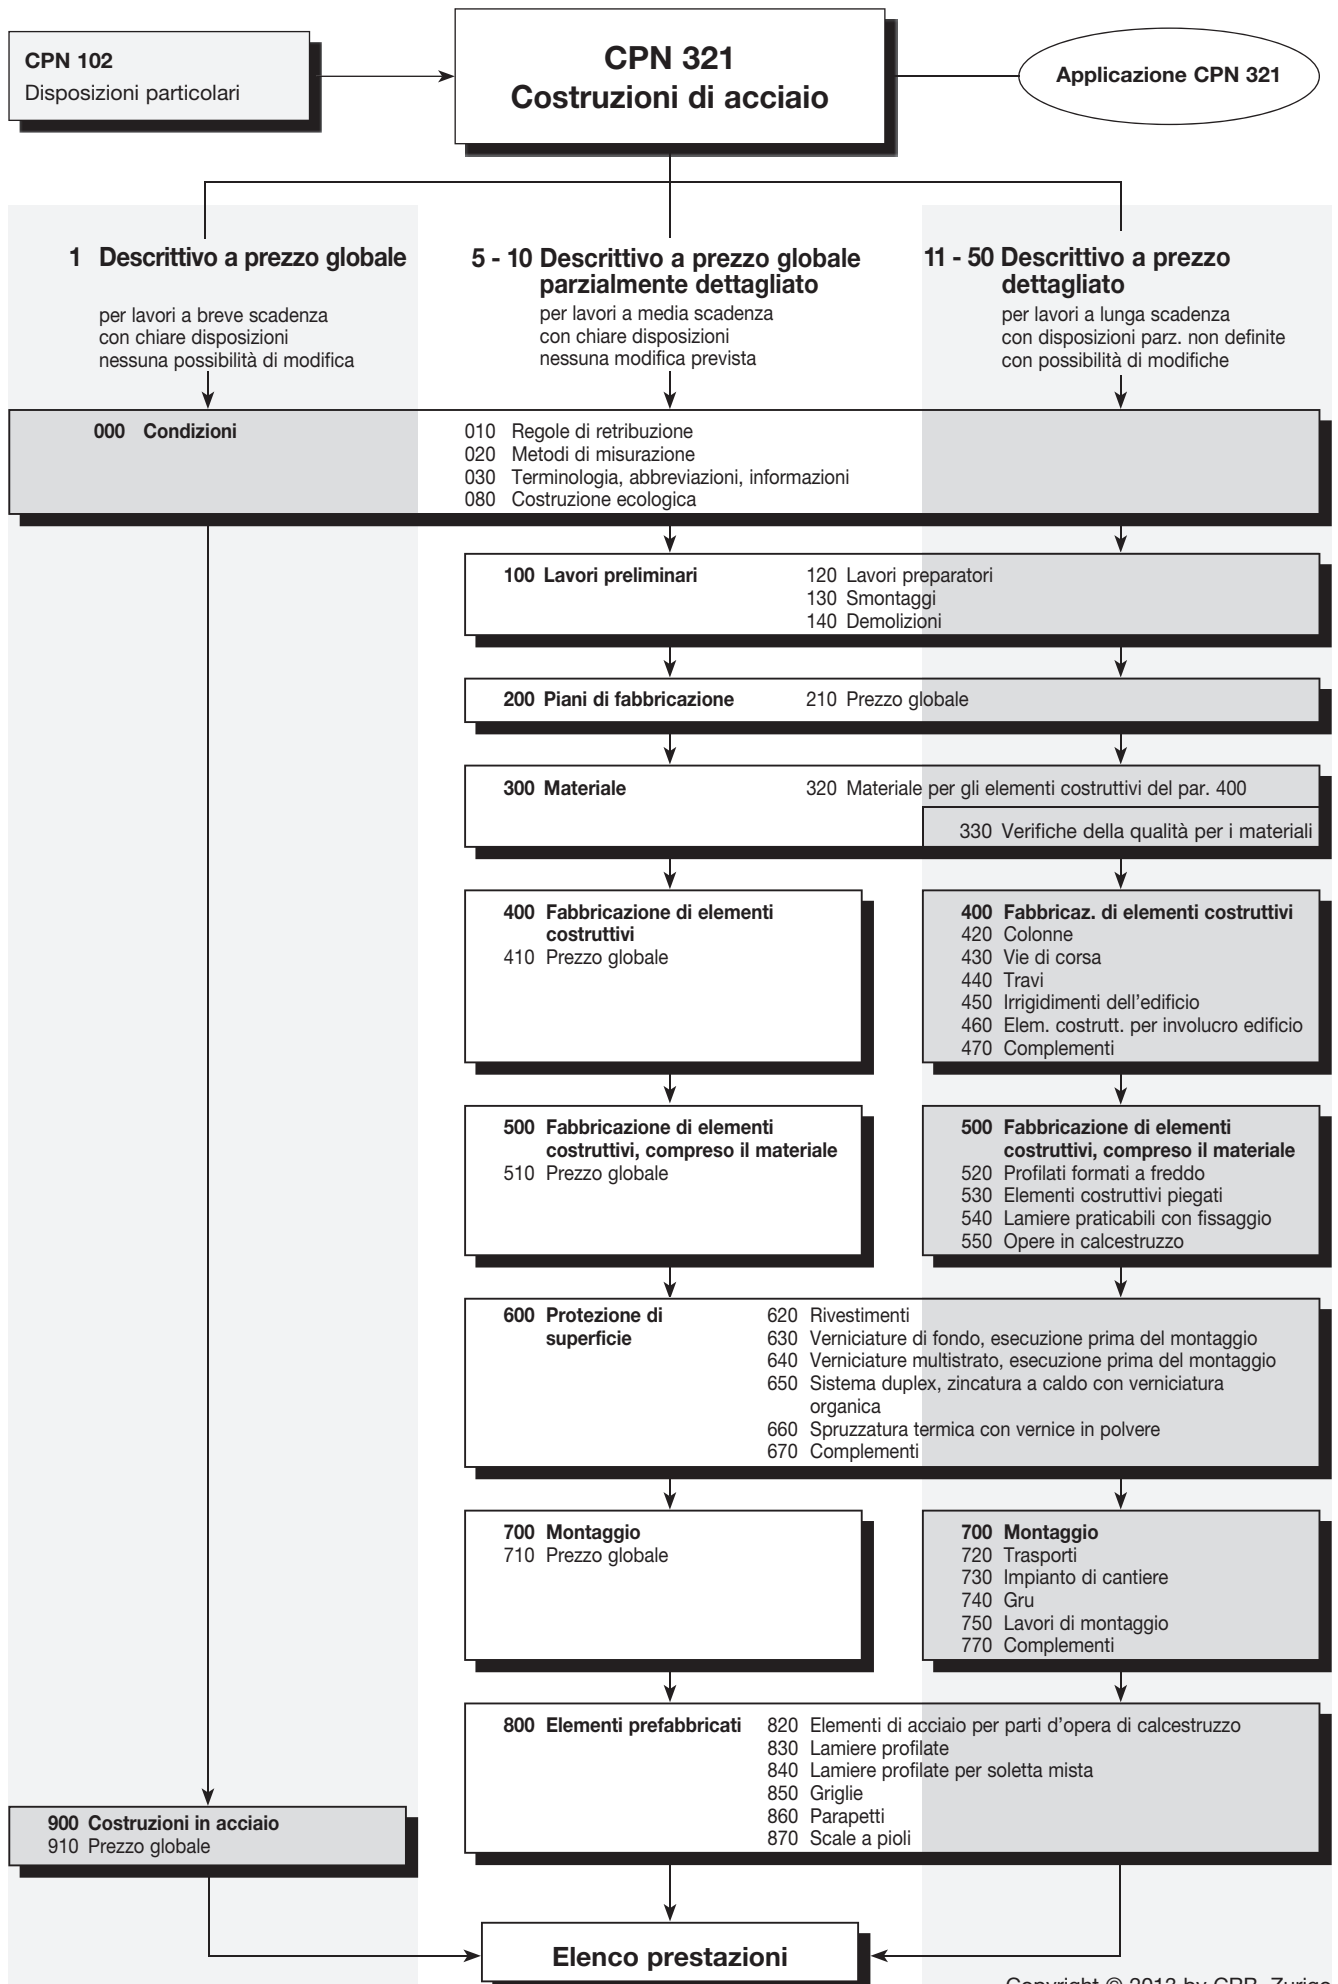 CPN 102
Disposizioni particolari
CPN 321
Costruzioni di acciaio
Applicazione CPN 321
1 Descrittivo a prezzo globale
per lavori a breve scadenza
con chiare disposizioni
nessuna possibilità di modifica
5 - 10 Descrittivo a prezzo globale
parzialmente dettagliato
per lavori a media scadenza
con chiare disposizioni
nessuna modifica prevista
11 - 50 Descrittivo a prezzo
dettagliato
per lavori a lunga scadenza
con disposizioni parz. non definite
con possibilità di modifiche
000 Condizioni
010 Regole di retribuzione
020 Metodi di misurazione
030 Terminologia, abbreviazioni, informazioni
080 Costruzione ecologica
100 Lavori preliminari
120 Lavori preparatori
130 Smontaggi
140 Demolizioni
200 Piani di fabbricazione
210 Prezzo globale
300 Materiale
320 Materiale per gli elementi costruttivi del par. 400
330 Verifiche della qualità per i materiali
400 Fabbricazione di elementi
costruttivi
410 Prezzo globale
400 Fabbricaz. di elementi costruttivi
420 Colonne
430 Vie di corsa
440 Travi
450 Irrigidimenti dell'edificio
460 Elem. costrutt. per involucro edificio
470 Complementi
500 Fabbricazione di elementi
costruttivi, compreso il materiale
510 Prezzo globale
500 Fabbricazione di elementi
costruttivi, compreso il materiale
520 Profilati formati a freddo
530 Elementi costruttivi piegati
540 Lamiere praticabili con fissaggio
550 Opere in calcestruzzo
600 Protezione di
superficie
620 Rivestimenti
630 Verniciature di fondo, esecuzione prima del montaggio
640 Verniciature multistrato, esecuzione prima del montaggio
650 Sistema duplex, zincatura a caldo con verniciatura
organica
660 Spruzzatura termica con vernice in polvere
670 Complementi
700 Montaggio
710 Prezzo globale
700 Montaggio
720 Trasporti
730 Impianto di cantiere
740 Gru
750 Lavori di montaggio
770 Complementi
800 Elementi prefabbricati
820 Elementi di acciaio per parti d'opera di calcestruzzo
830 Lamiere profilate
840 Lamiere profilate per soletta mista
850 Griglie
860 Parapetti
870 Scale a pioli
900 Costruzioni in acciaio
910 Prezzo globale
Elenco prestazioni
Copyright © 2013 by CRB, Zurigo